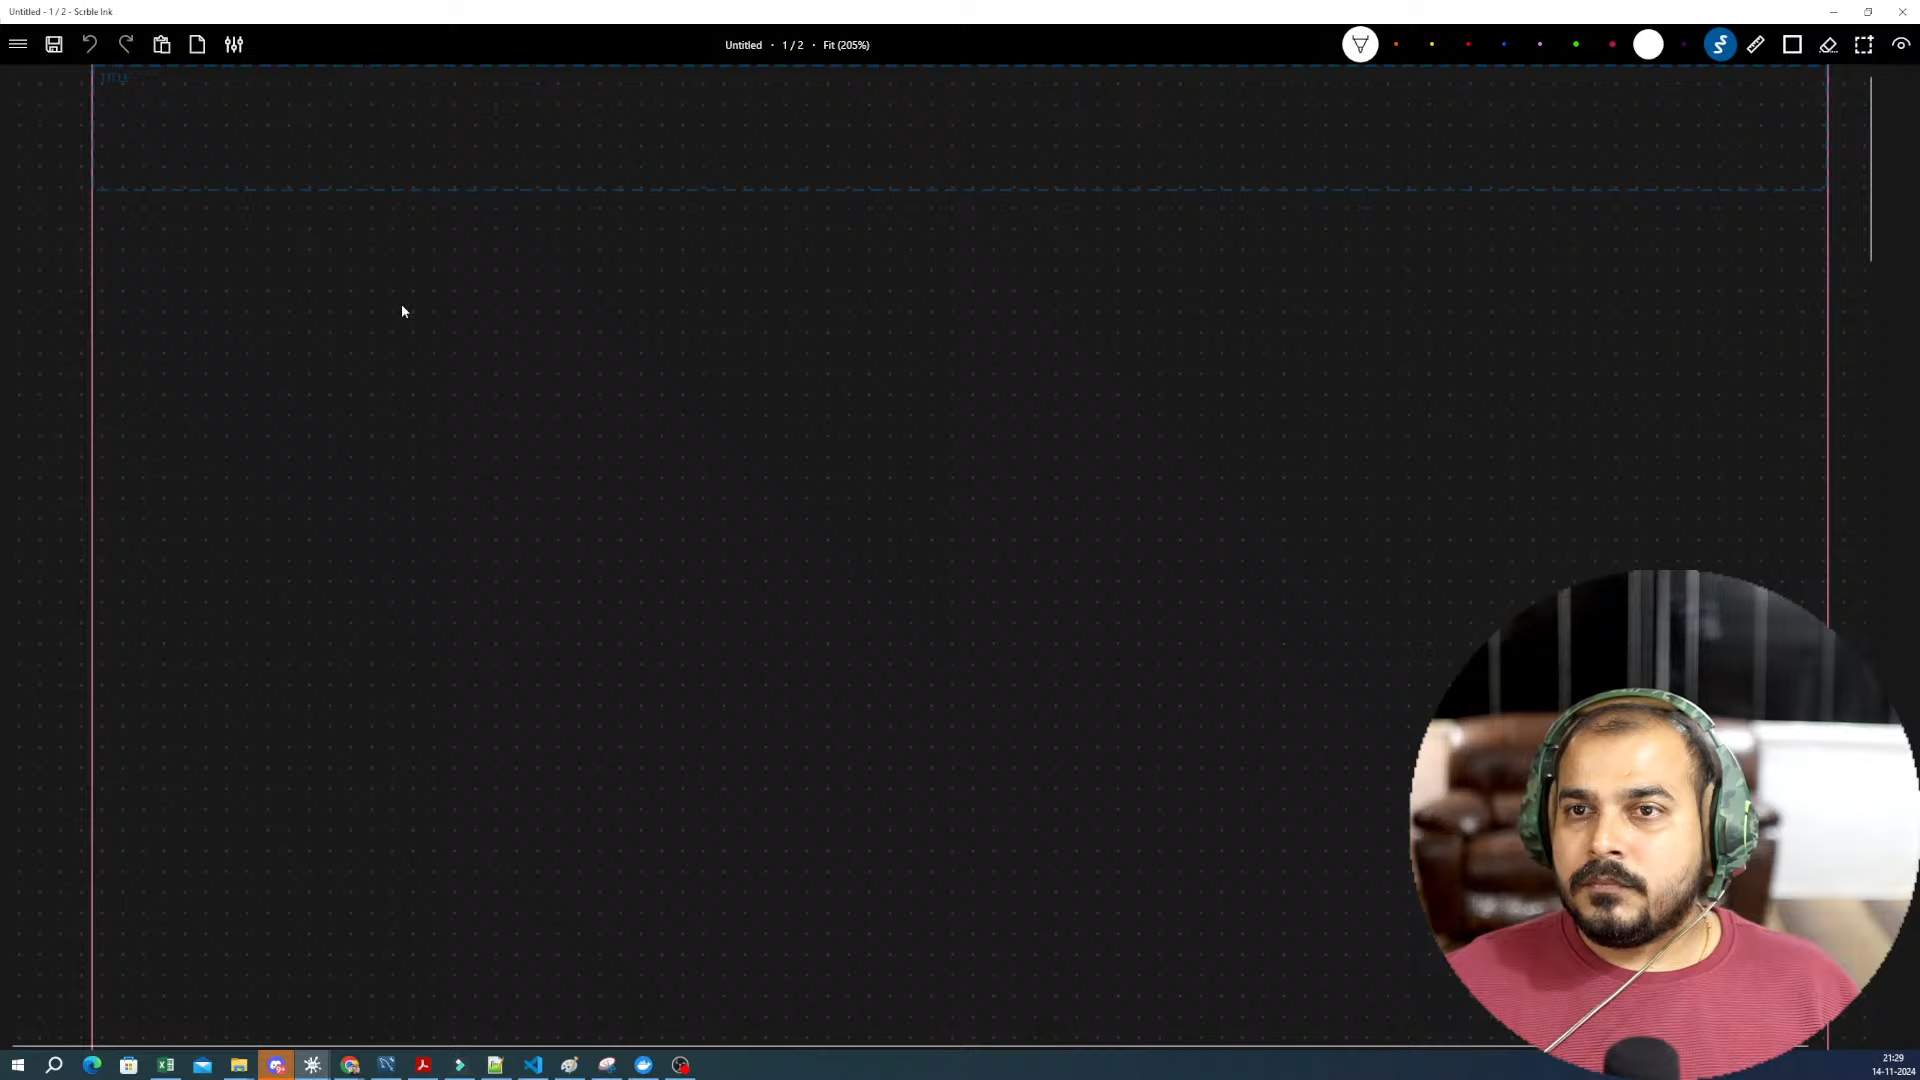 Untitled - 1 / 2 - Scrble Ink
Untitled · 1 / 2 · Fit (205%)
21:29
14-11-2024